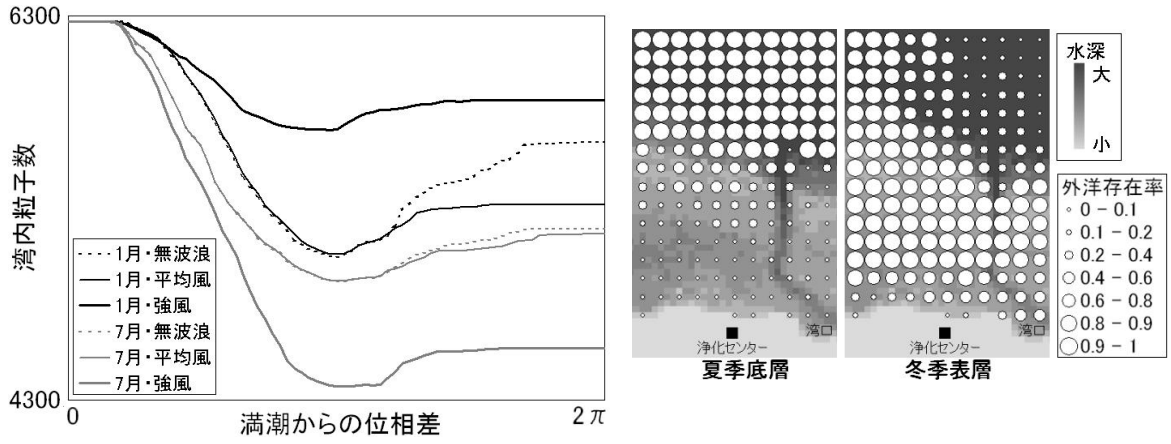 6300
湾内粒子数
1月・無波浪
1月・平均風
1月・強風
7月・無波浪
7月・平均風
7月・強風
4300
0
満潮からの位相差
2π
湾口
浄化センター
夏季底層
湾口
浄化センター
冬季表層
水深
大
小
外洋存在率
0 − 0.1
0.1 − 0.2
0.2 − 0.4
0.4 − 0.6
0.6 − 0.8
0.8 − 0.9
0.9 − 1